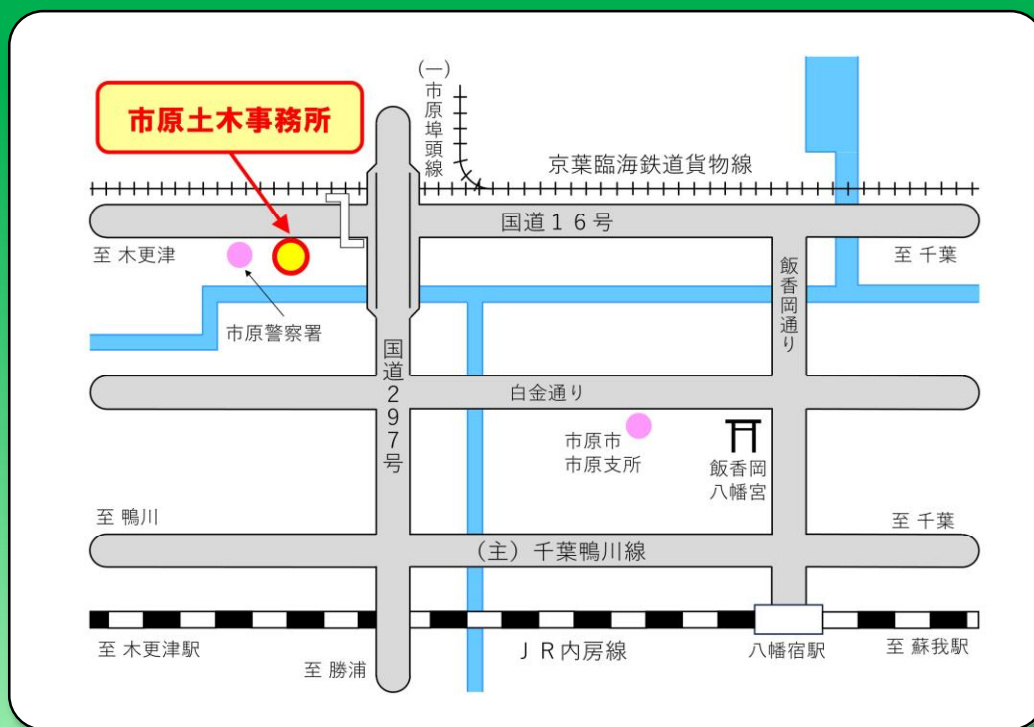 (一)市原埠頭線
市原土木事務所
京葉臨海鉄道貨物線
国道16号
至 木更津
至 千葉
飯香岡通り
市原警察署
国道297号
白金通り
市原市
市原支所
飯香岡
八幡宮
至 鴨川
至 千葉
(主)千葉鴨川線
至 木更津駅
至 勝浦
JR内房線
八幡宿駅
至 蘇我駅